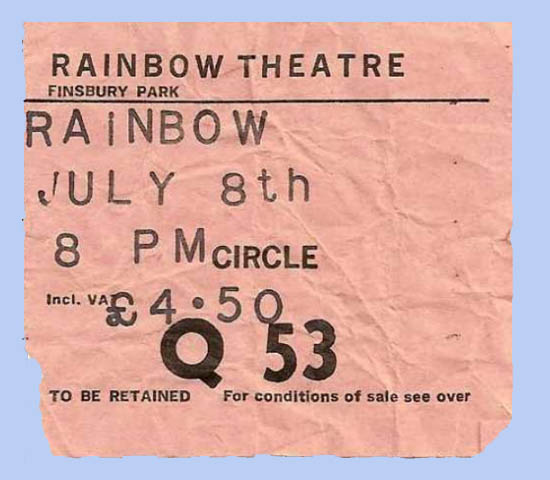 RAINBOW THEATRE
FINSBURY PARK
RAINBOW
JULY 8th
8 PM CIRCLE
Incl. VA £4.50
Q 53
TO BE RETAINED For conditions of sale see over